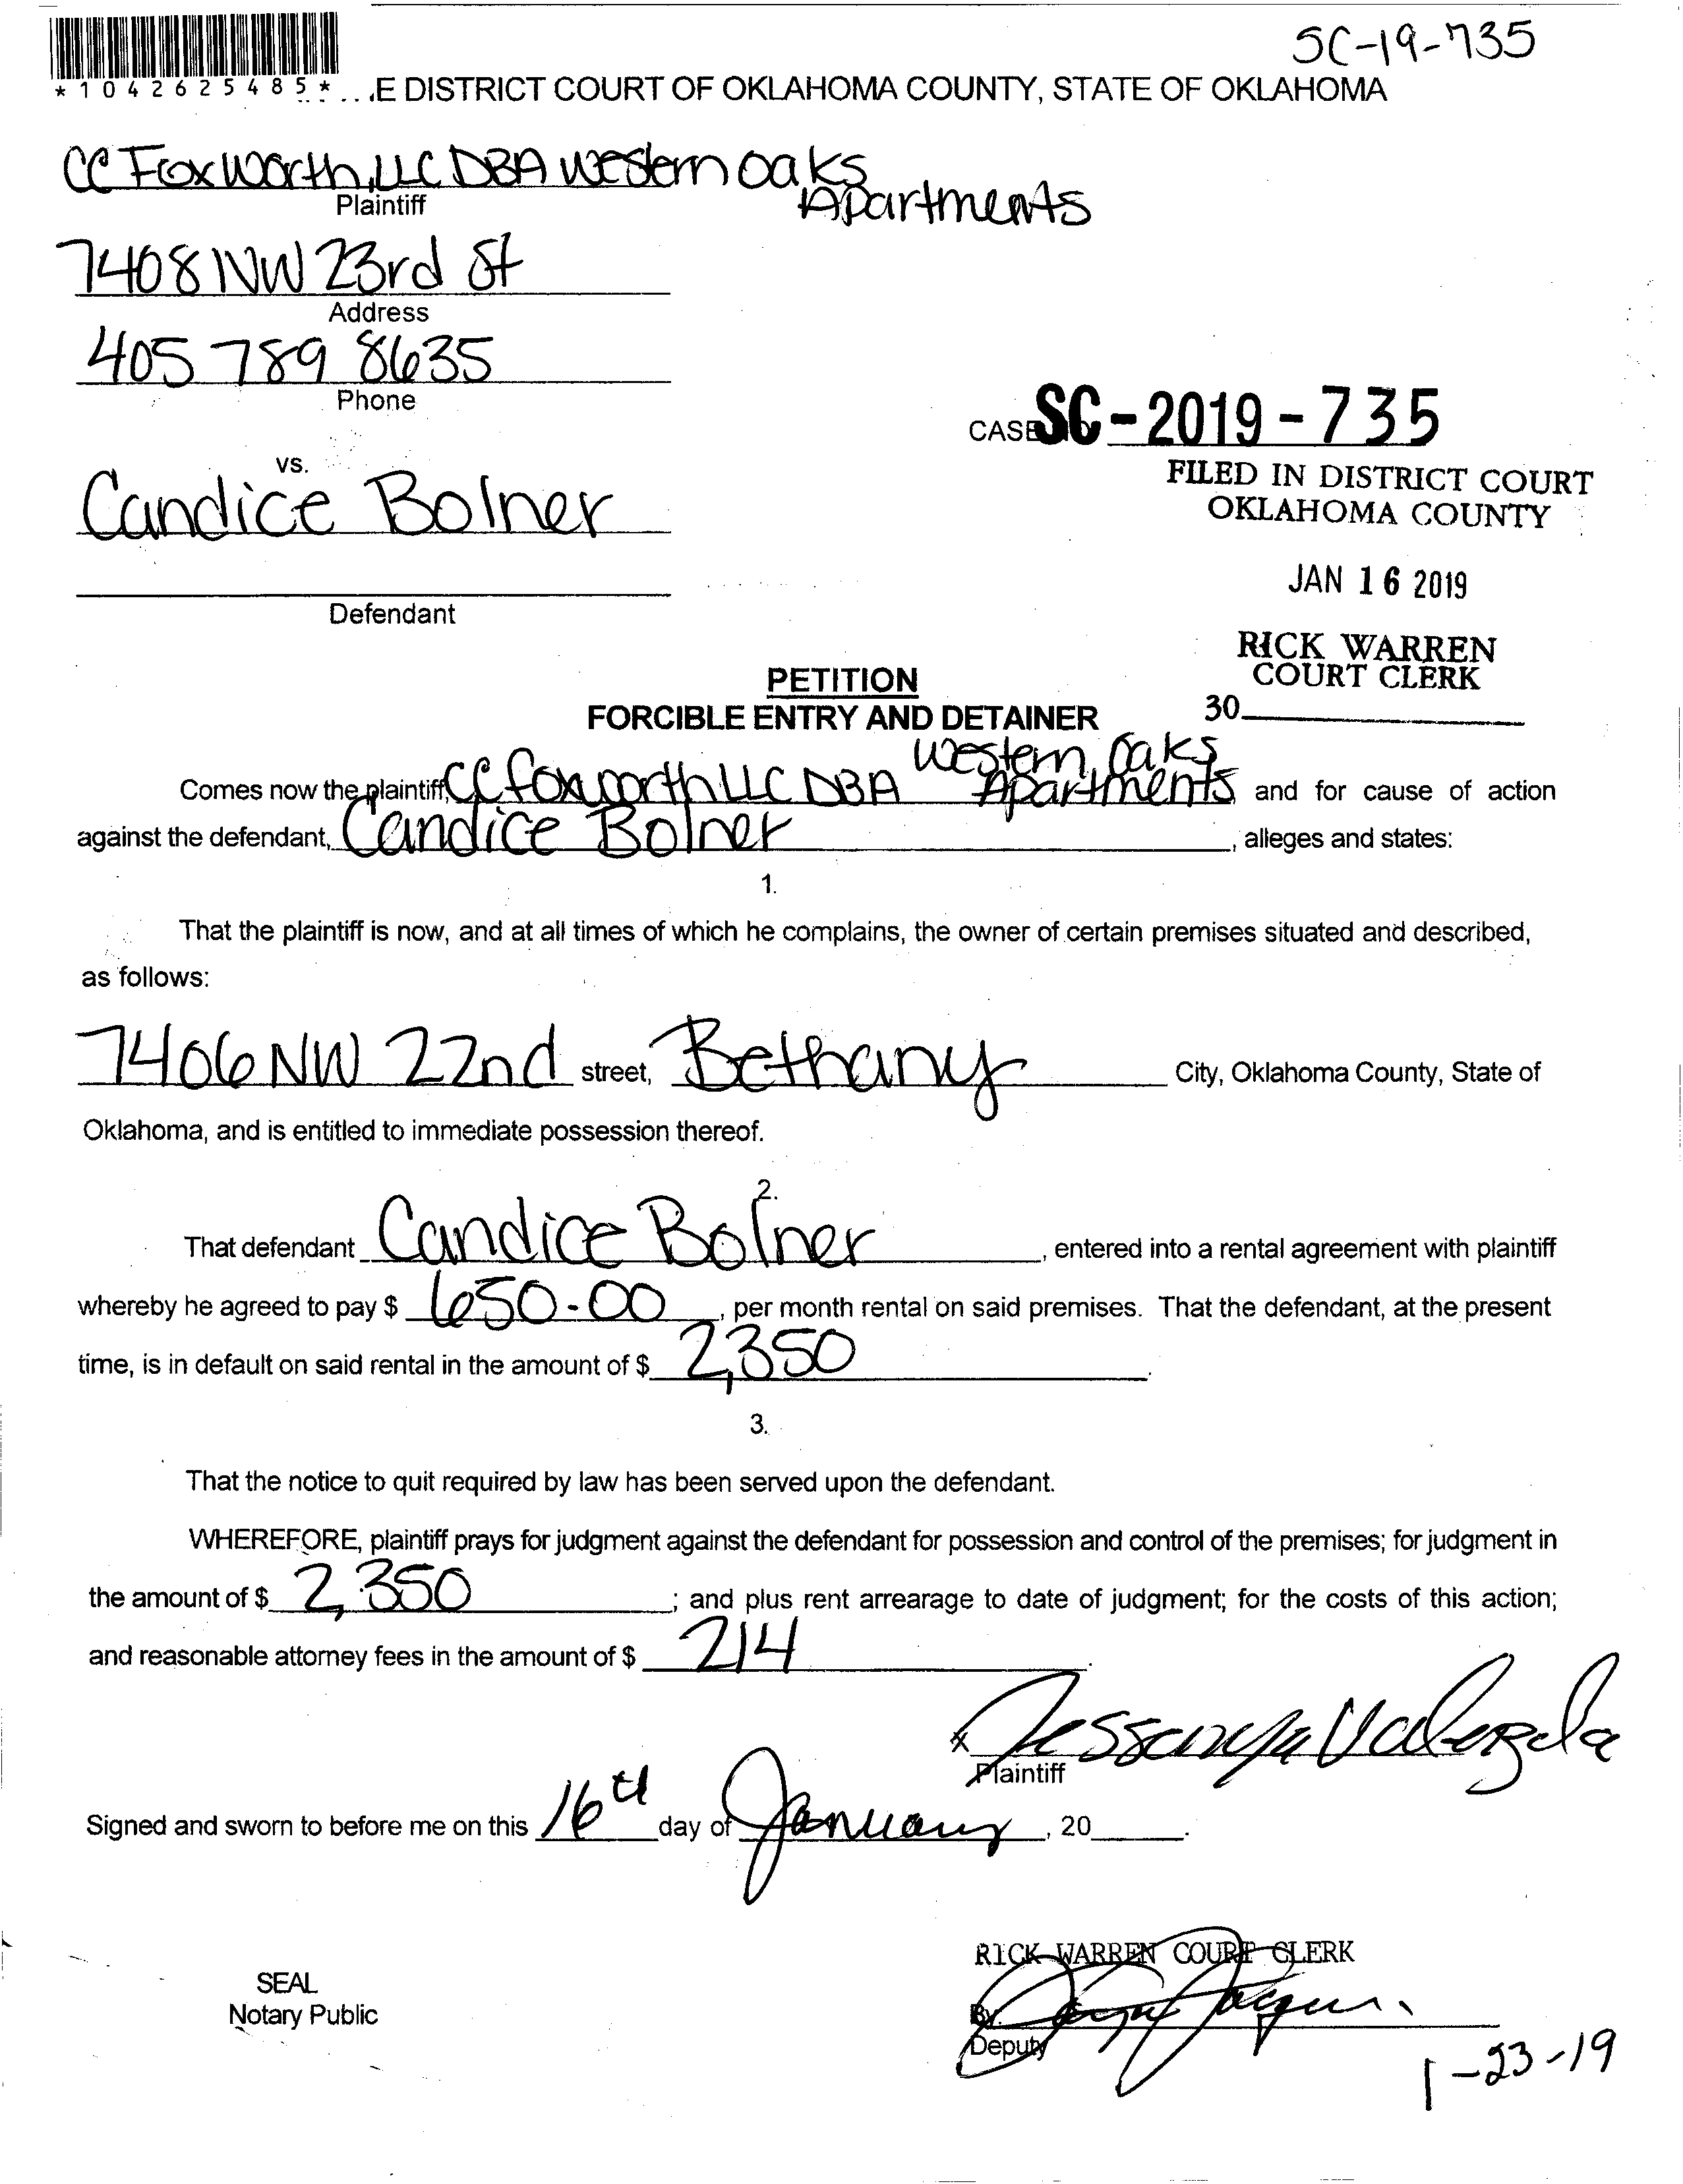 SC-19-735
*1042625485* E DISTRICT COURT OF OKLAHOMA COUNTY, STATE OF OKLAHOMA
CC Foxworth, LLC DBA Western Oaks
Apartments
Plaintiff
7408 NW 23rd St
Address
405 789 8635
Phone
CASE SC-2019-735
vs.
FILED IN DISTRICT COURT
OKLAHOMA COUNTY
Candice Bolner
JAN 16 2019
Defendant
RICK WARREN
COURT CLERK
30
PETITION
FORCIBLE ENTRY AND DETAINER
Comes now the plaintiff, CC Foxworth LLC DBA Western Oaks Apartments and for cause of action
against the defendant, Candice Bolner, alleges and states:
1.
That the plaintiff is now, and at all times of which he complains, the owner of certain premises situated and described,
as follows:
7406 NW 22nd street, Bethany City, Oklahoma County, State of
Oklahoma, and is entitled to immediate possession thereof.
2.
That defendant Candice Bolner, entered into a rental agreement with plaintiff
whereby he agreed to pay $ 650.00, per month rental on said premises. That the defendant, at the present
time, is in default on said rental in the amount of $ 2,350.
3.
That the notice to quit required by law has been served upon the defendant.
WHEREFORE, plaintiff prays for judgment against the defendant for possession and control of the premises; for judgment in
the amount of $ 2,350; and plus rent arrearage to date of judgment; for the costs of this action;
and reasonable attorney fees in the amount of $ 214.
x
Plaintiff
Signed and sworn to before me on this 16th day of January, 20.
RICK WARREN COURT CLERK
SEAL
Notary Public
By.
Deputy
1-23-19